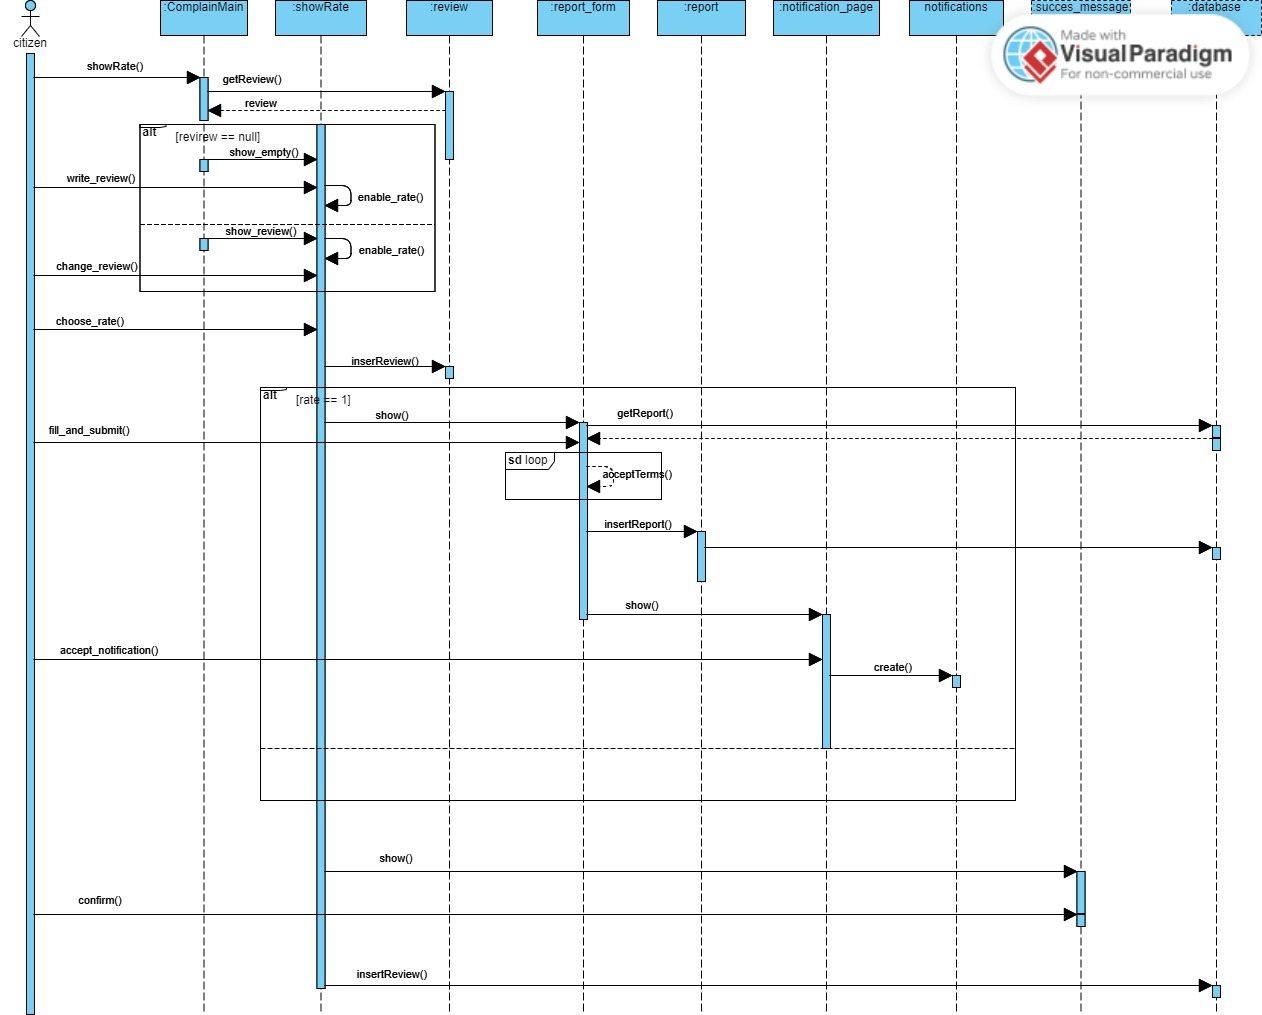 :ComplainMain
:showRate
:review
:report_form
:report
:notification_page
notifications
:succes_message
:database
citizen
Made with
Visual Paradigm
For non-commercial use
showRate()
getReview()
review
alt
[revirew == null]
show_empty()
write_review()
enable_rate()
show_review()
enable_rate()
change_review()
choose_rate()
inserReview()
alt
[rate == 1]
show()
getReport()
fill_and_submit()
sd loop
acceptTerms()
insertReport()
show()
accept_notification()
create()
show()
confirm()
insertReview()